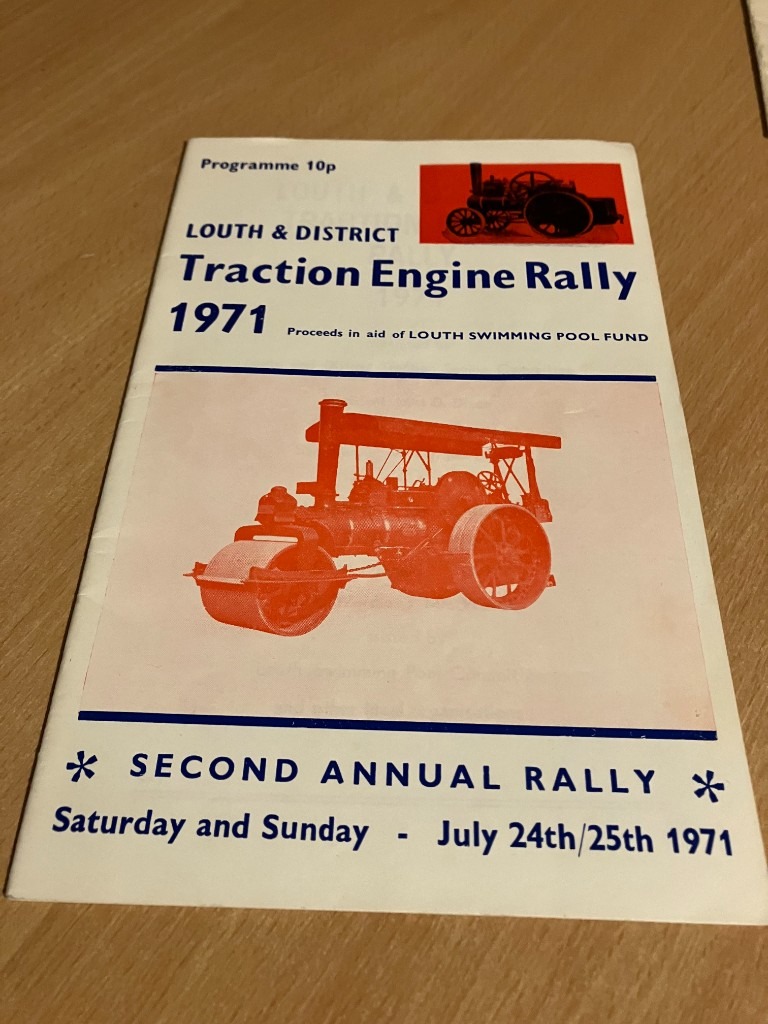 Programme 10p
LOUTH & DISTRICT
Traction Engine Rally
1971 Proceeds in aid of LOUTH SWIMMING POOL FUND
* SECOND ANNUAL RALLY *
Saturday and Sunday - July 24th/25th 1971